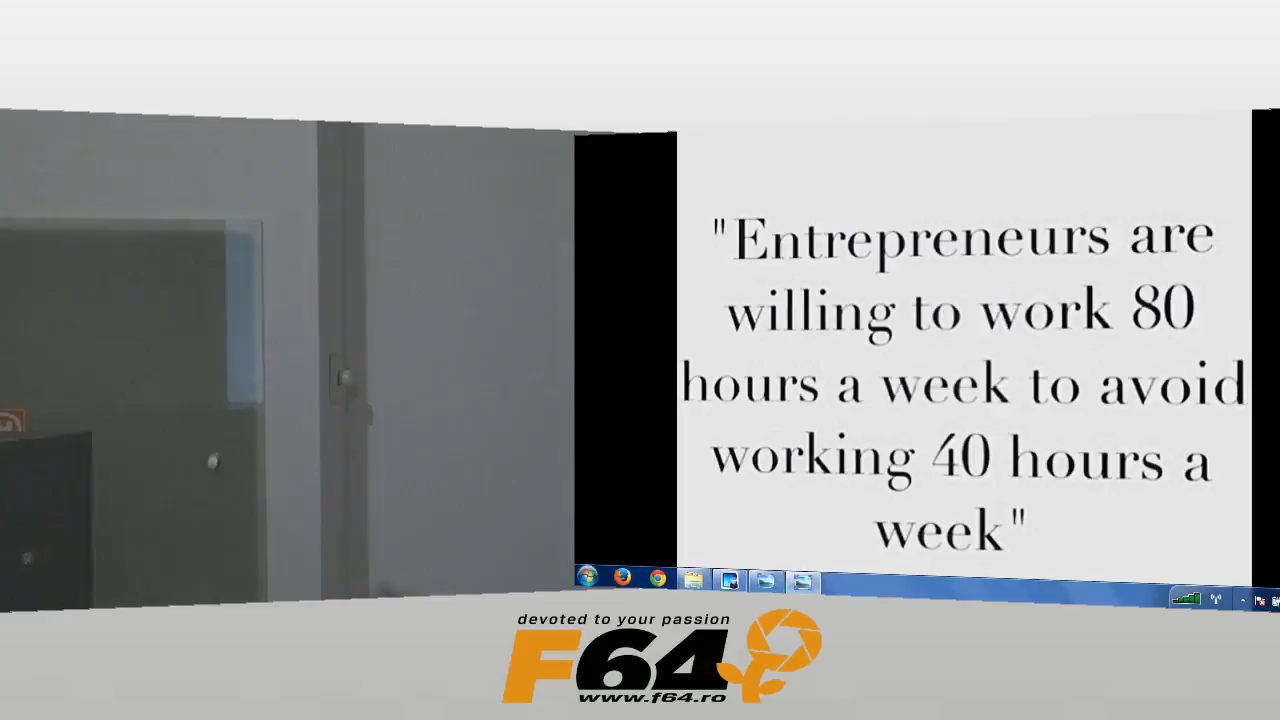 "Entrepreneurs are
willing to work 80
hours a week to avoid
working 40 hours a
week"
devoted to your passion
F64
www.f64.ro